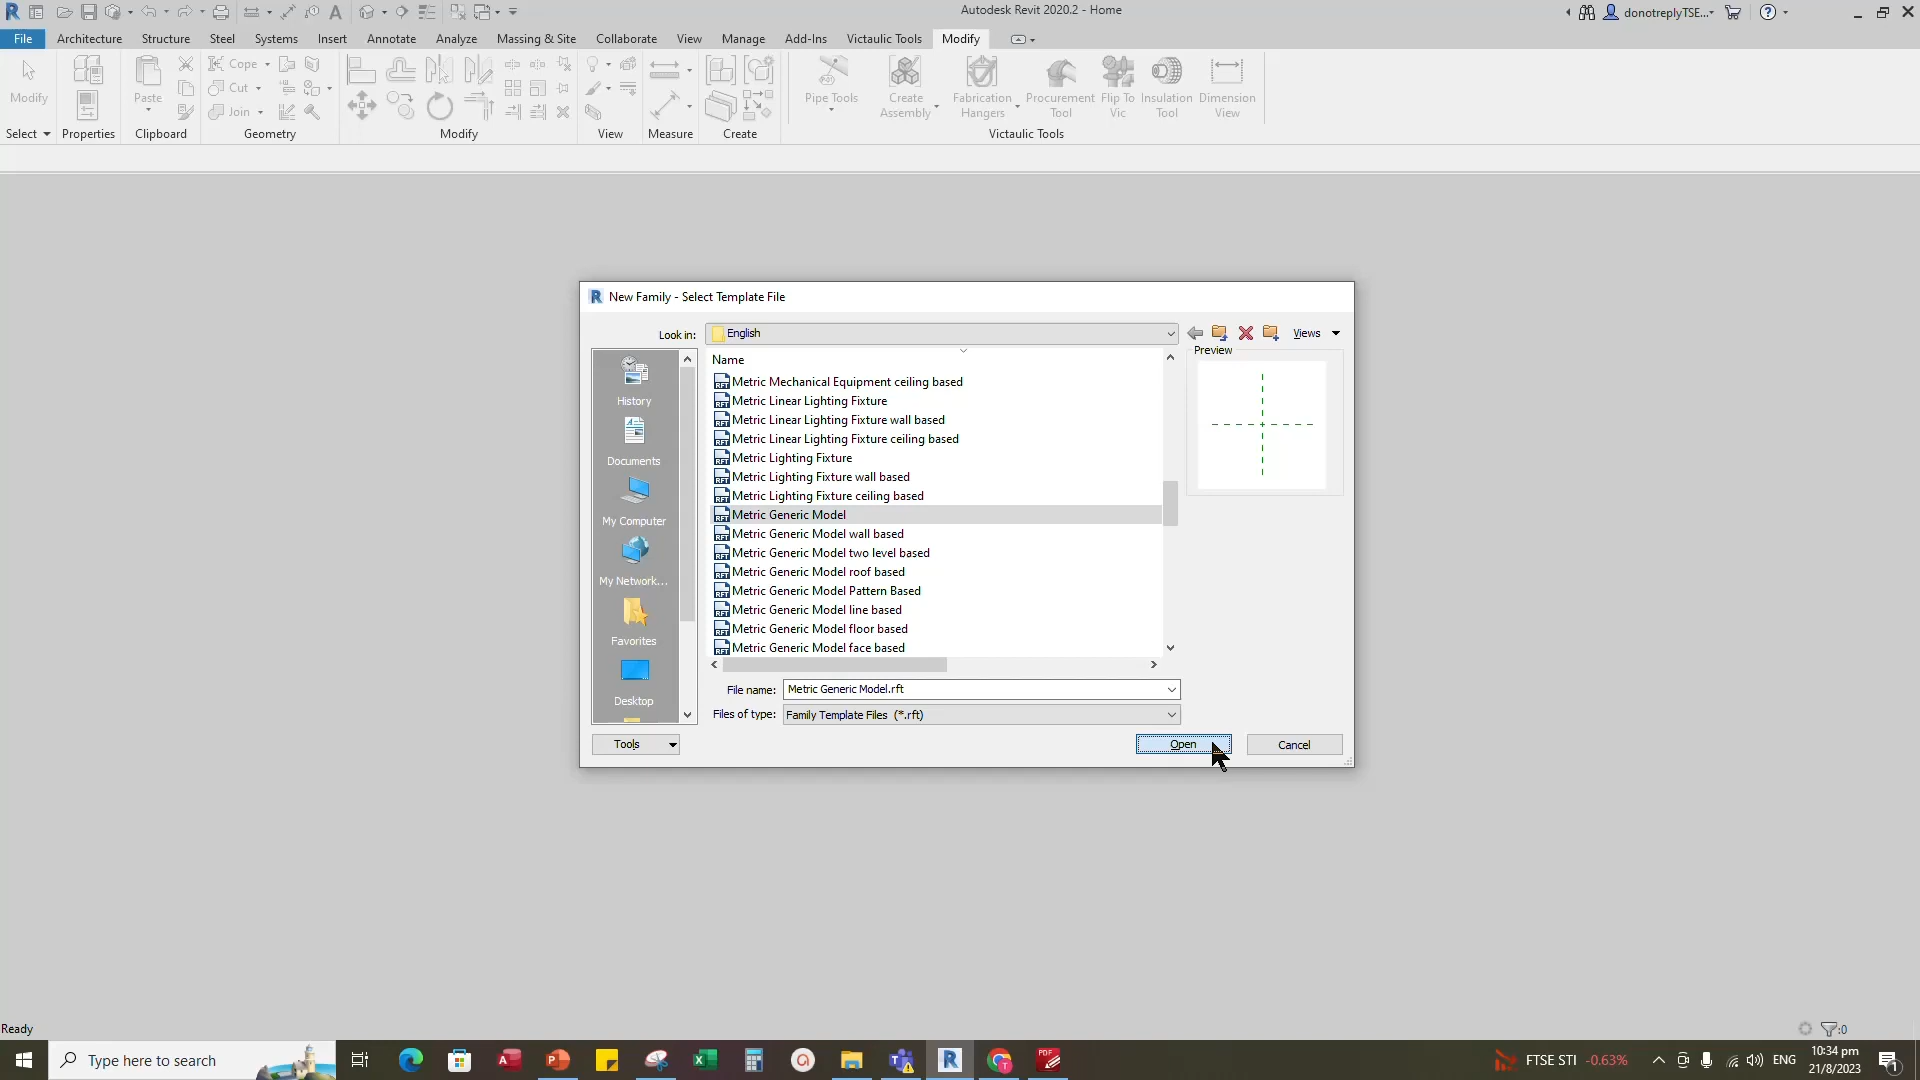 Autodesk Revit 2020.2 - Home
donotreplyTSE...
File Architecture Structure Steel Systems Insert Annotate Analyze Massing & Site Collaborate View Manage Add-Ins Victaulic Tools Modify
Modify
Paste
Cope
Cut
Join
Pipe Tools
Create Assembly
Fabrication Hangers
Procurement Tool
Flip To Vic
Insulation Tool
Dimension View
Select Properties Clipboard Geometry Modify View Measure Create Victaulic Tools
New Family - Select Template File
Look in: English Views
History
Documents
My Computer
My Network...
Favorites
Desktop
Name
Metric Mechanical Equipment ceiling based
Metric Linear Lighting Fixture
Metric Linear Lighting Fixture wall based
Metric Linear Lighting Fixture ceiling based
Metric Lighting Fixture
Metric Lighting Fixture wall based
Metric Lighting Fixture ceiling based
Metric Generic Model
Metric Generic Model wall based
Metric Generic Model two level based
Metric Generic Model roof based
Metric Generic Model Pattern Based
Metric Generic Model line based
Metric Generic Model floor based
Metric Generic Model face based
Preview
File name: Metric Generic Model.rft
Files of type: Family Template Files (*.rft)
Tools Open Cancel
Ready
:0
Type here to search
FTSE STI -0.63%
ENG
10:34 pm
21/8/2023
1